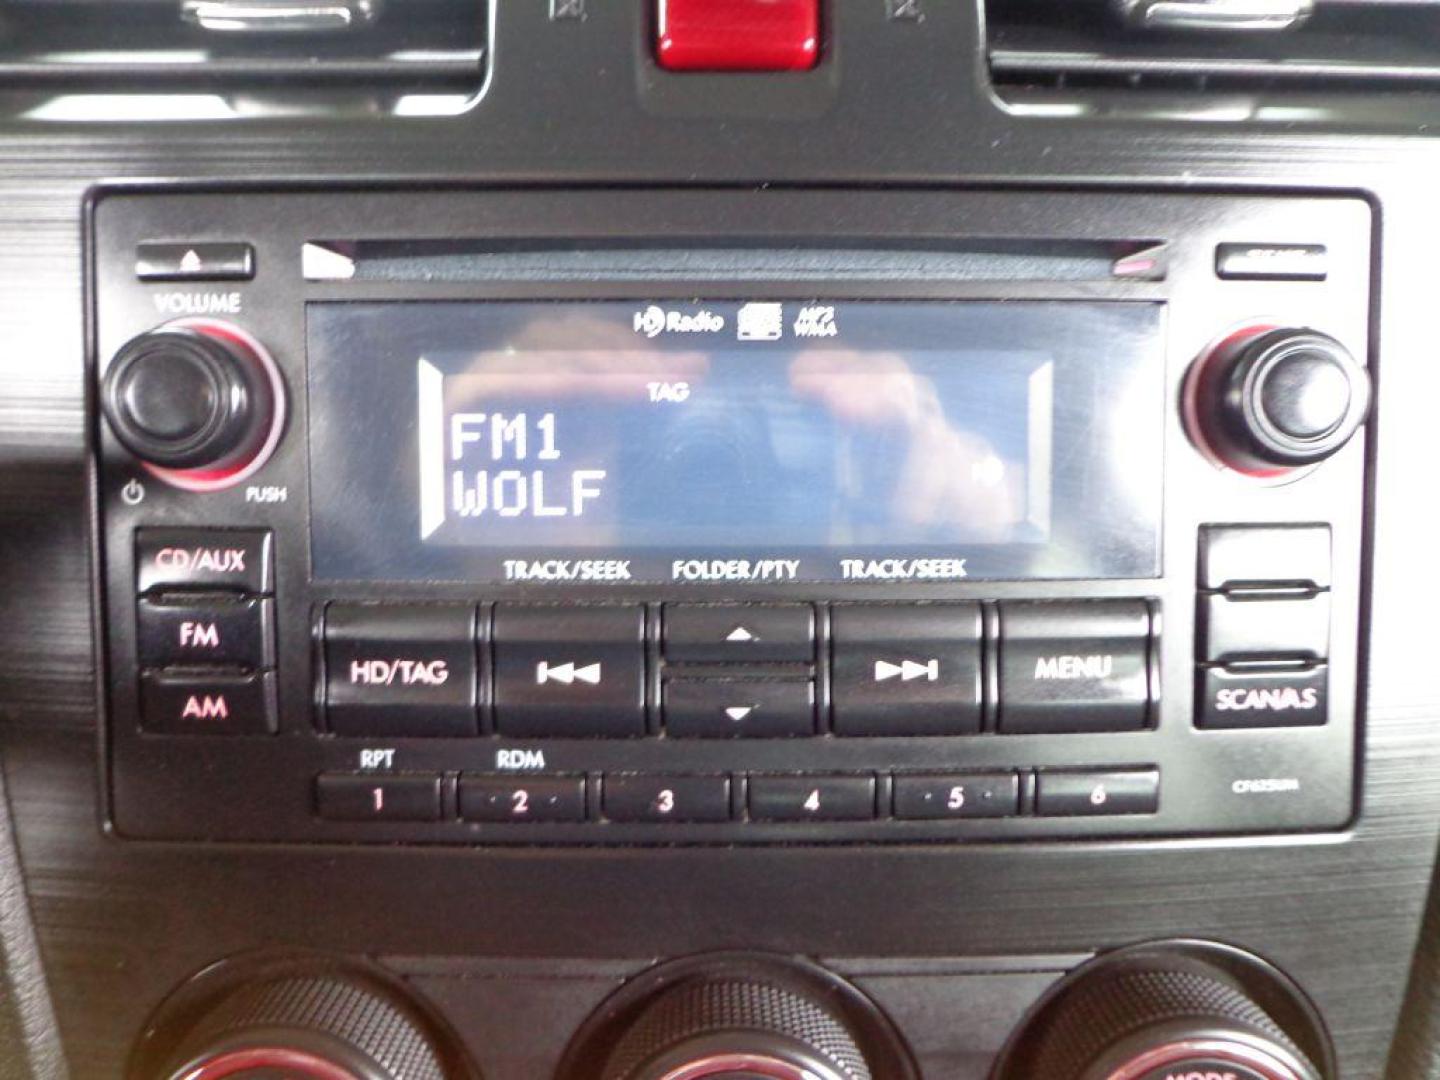 VOLUME
HD Radio MP3 WMA
TAG
FM1
WOLF
PUSH
TRACK/SEEK FOLDER/PTY TRACK/SEEK
CD/AUX
FM
AM
HD/TAG MENU
SCAN/A.S
RPT RDM
1 2 3 4 5 6
MODE